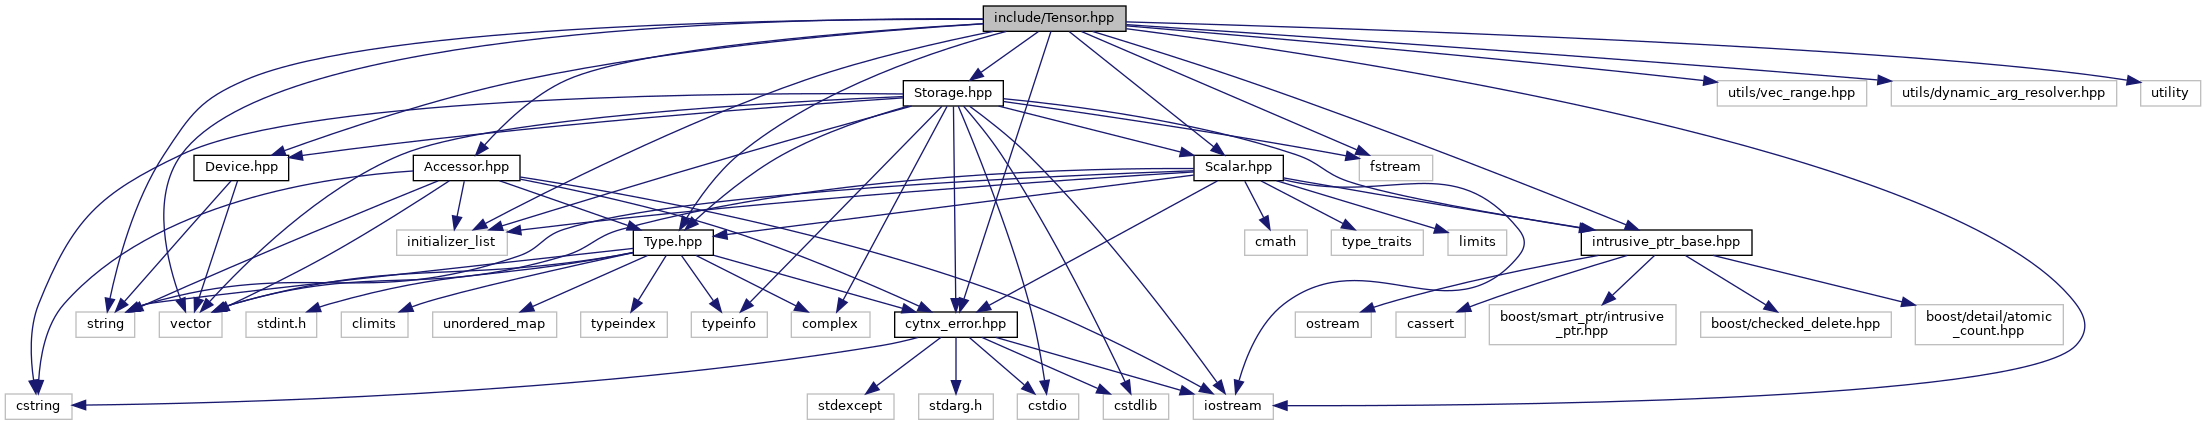 include/Tensor.hpp
Storage.hpp
utils/vec_range.hpp
utils/dynamic_arg_resolver.hpp
utility
Device.hpp
Accessor.hpp
Scalar.hpp
fstream
initializer_list
Type.hpp
cmath
type_traits
limits
intrusive_ptr_base.hpp
string
vector
stdint.h
climits
unordered_map
typeindex
typeinfo
complex
cytnx_error.hpp
ostream
cassert
boost/smart_ptr/intrusive
_ptr.hpp
boost/checked_delete.hpp
boost/detail/atomic
_count.hpp
cstring
stdexcept
stdarg.h
cstdio
cstdlib
iostream